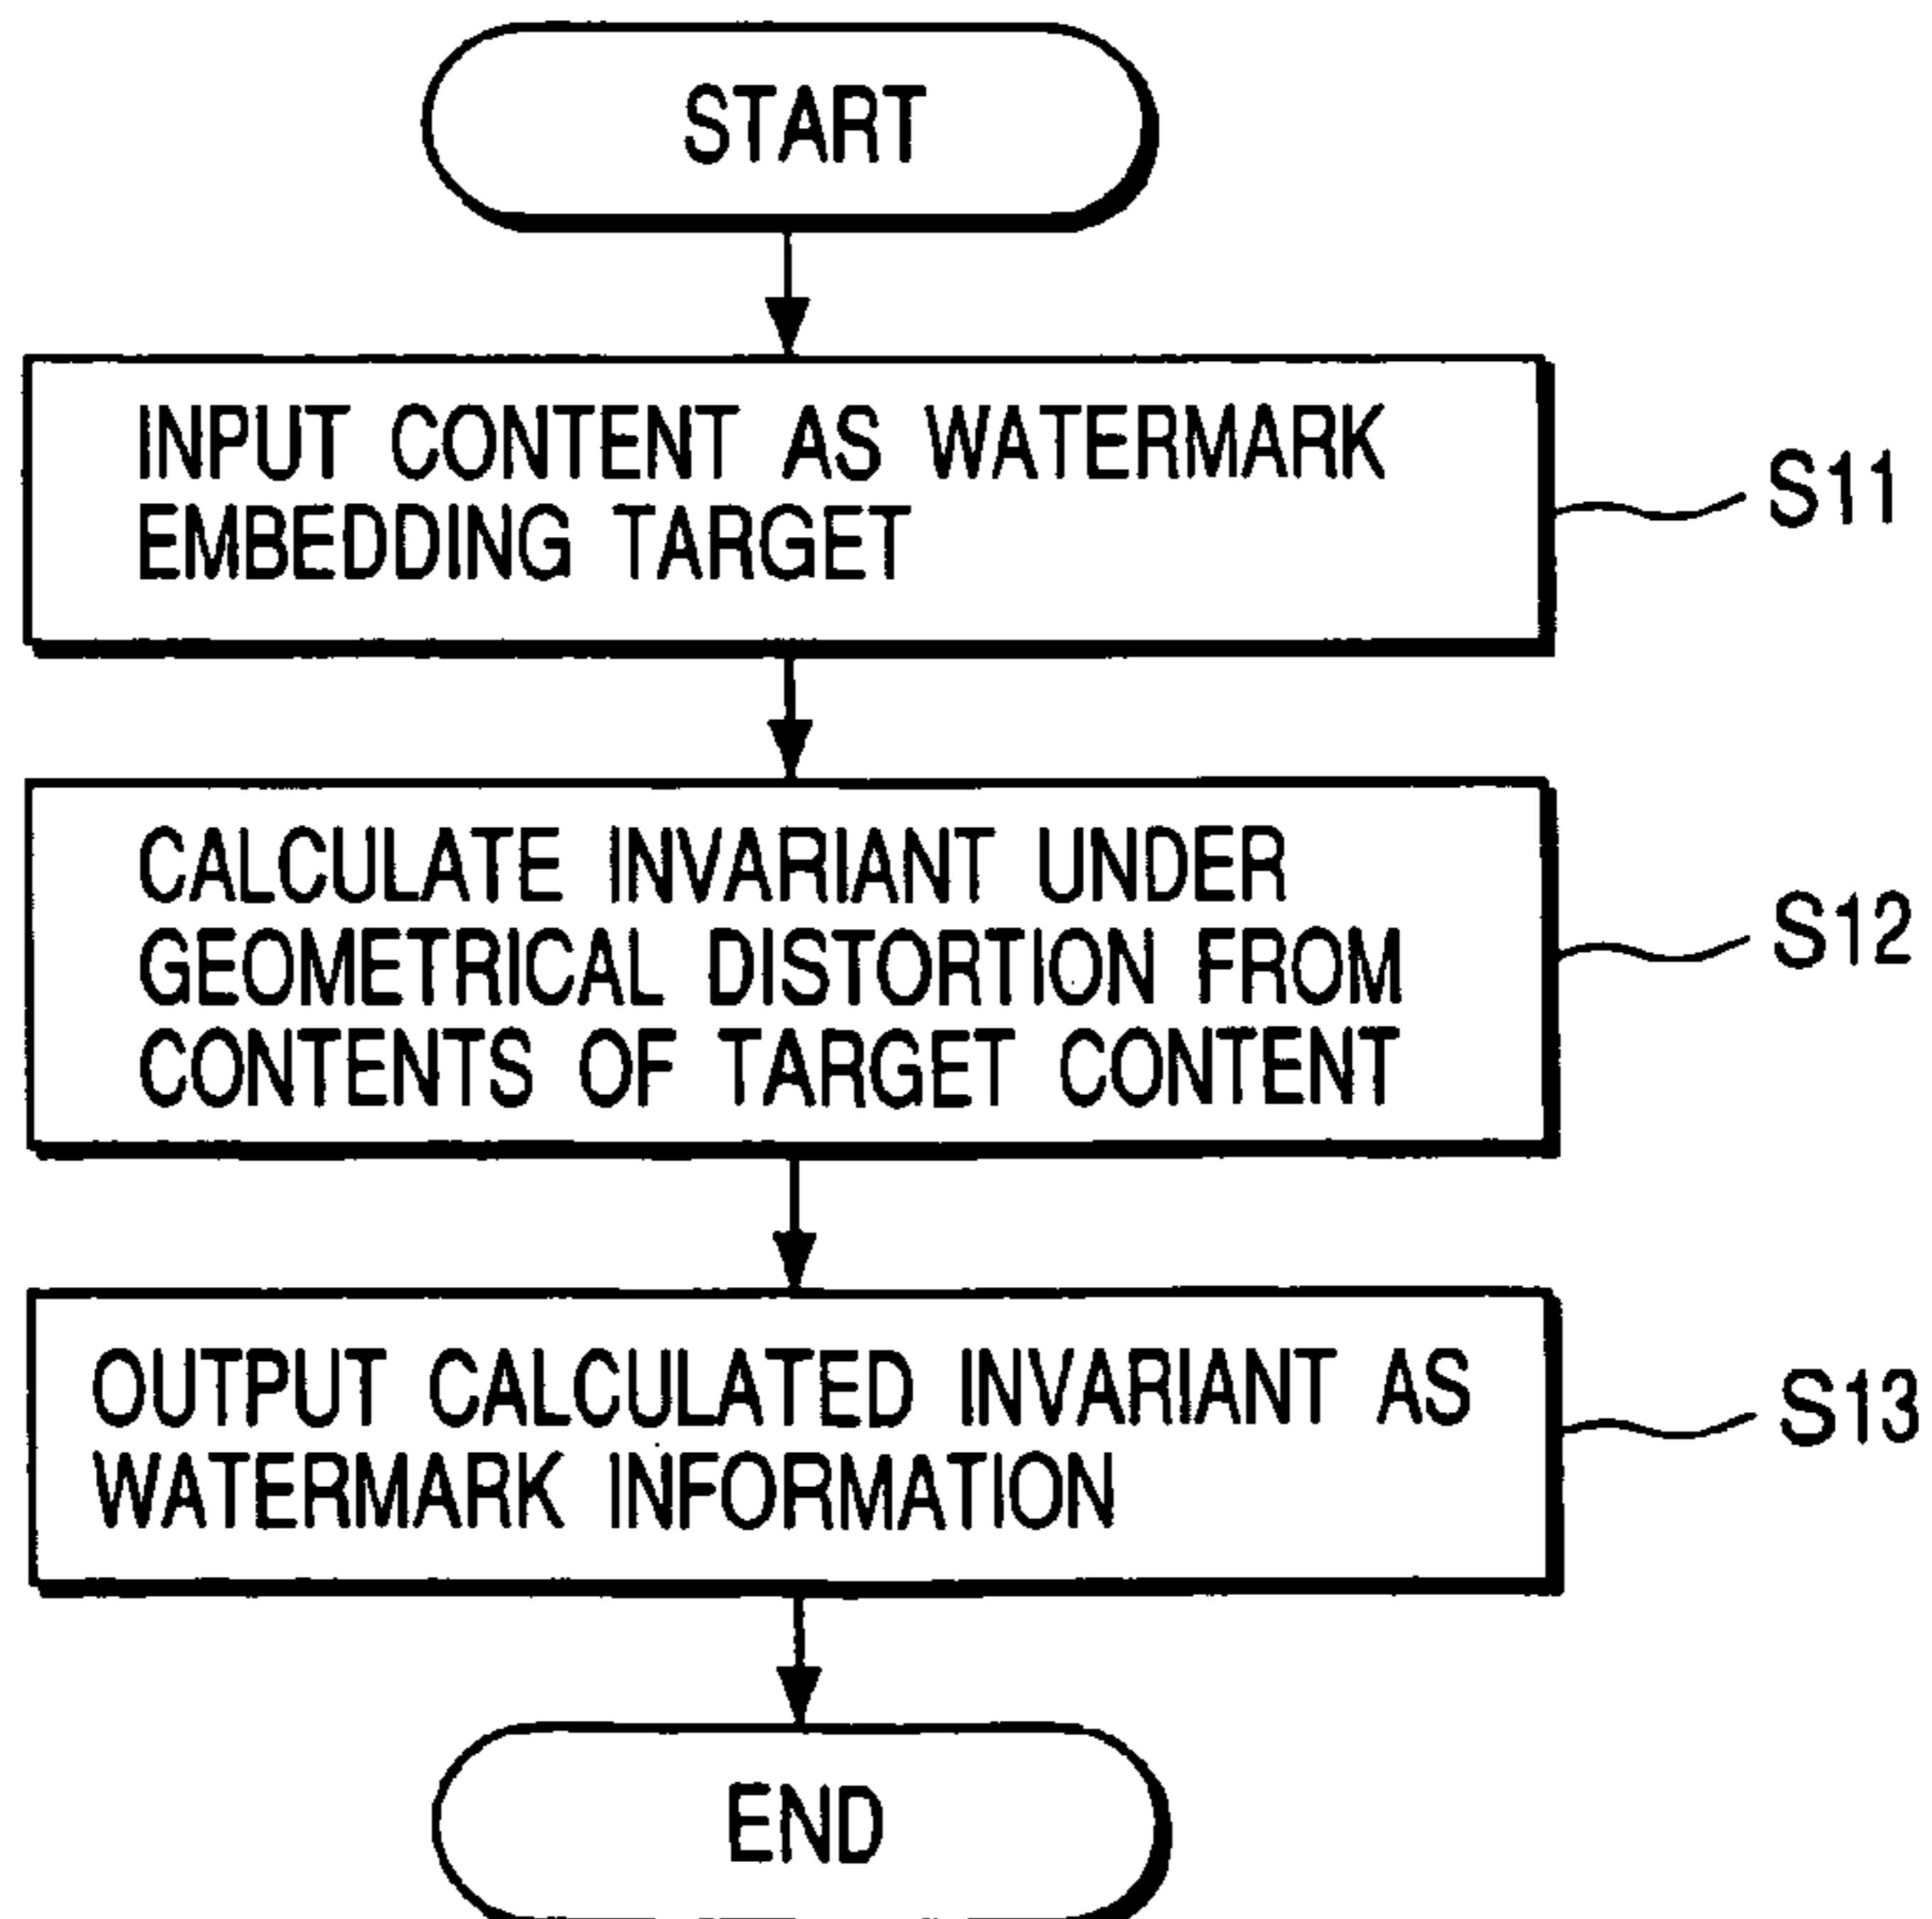 START
INPUT CONTENT AS WATERMARK
EMBEDDING TARGET
S11
CALCULATE INVARIANT UNDER
GEOMETRICAL DISTORTION FROM
CONTENTS OF TARGET CONTENT
S12
OUTPUT CALCULATED INVARIANT AS
WATERMARK INFORMATION
S13
END